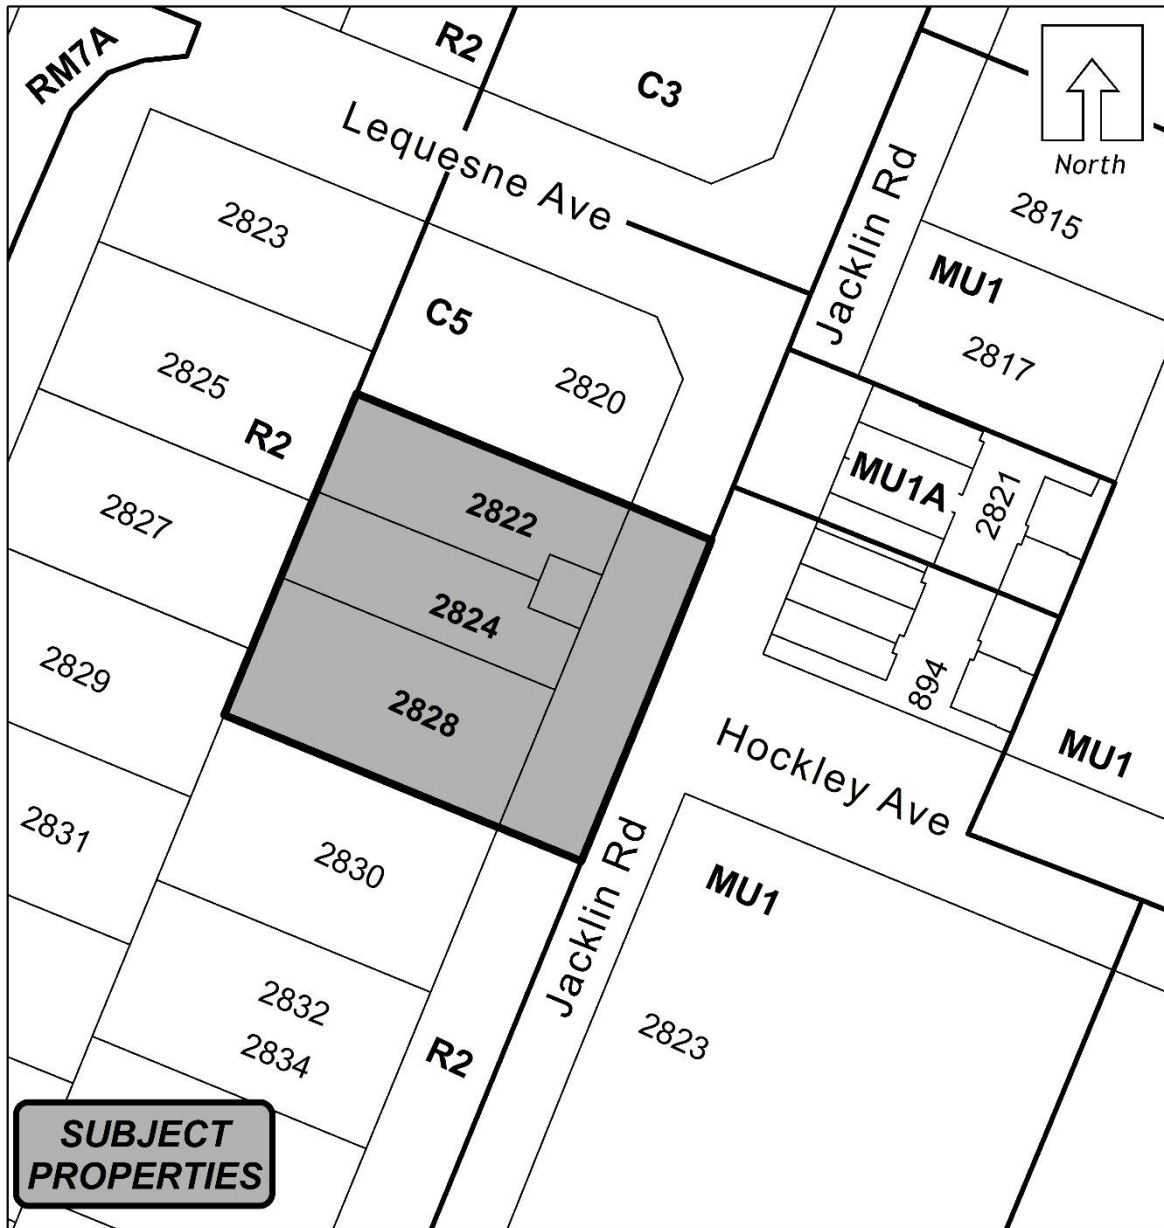 RM7A
R2
C3
Lequesne Ave
North
Jacklin Rd
2815
2823
MU1
C5
2817
2825
2820
R2
MU1A
2821
2822
2827
2824
894
2829
2828
Hockley Ave
MU1
2831
2830
Jacklin Rd
MU1
2832
2834
R2
2823
SUBJECT
PROPERTIES